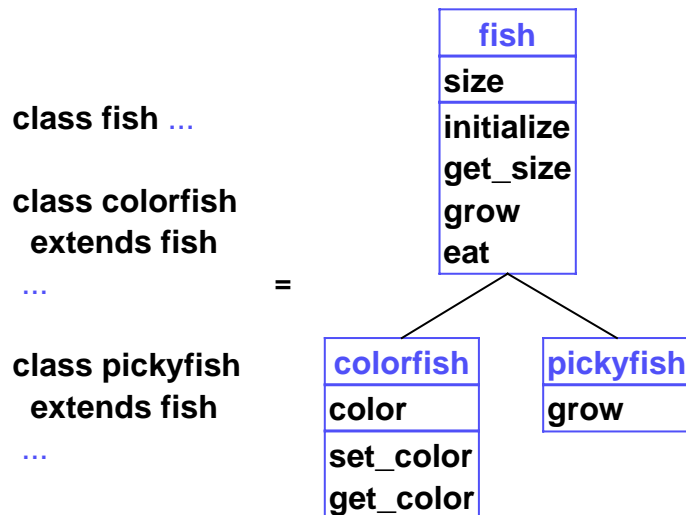 class fish ...
class colorfish
extends fish
...
class pickyfish
extends fish
...
=
fish
size
initialize
get_size
grow
eat
colorfish
color
set_color
get_color
pickyfish
grow